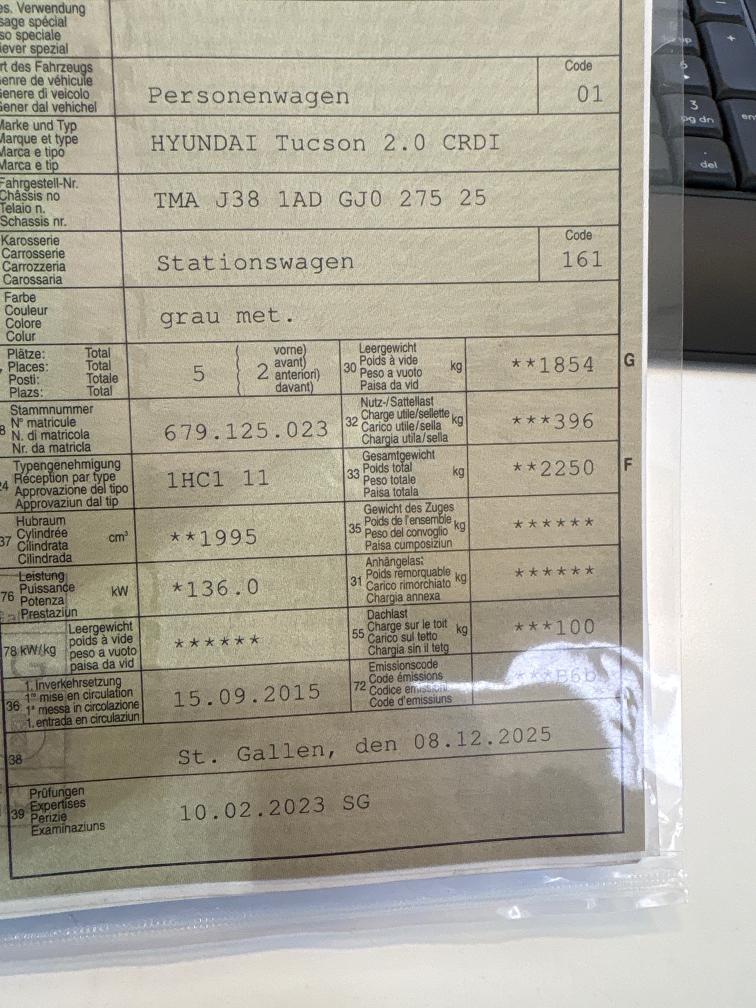 es. Verwendung
sage spécial
so speciale
iever spezial
rt des Fahrzeugs
enre de véhicule
enere di veicolo
ener dal vehichel
Personenwagen
Code
01
Marke und Typ
Marque et type
Marca e tipo
Marca e tip
HYUNDAI Tucson 2.0 CRDI
Fahrgestell-Nr.
Châssis no
Telaio n.
Schassis nr.
TMA J38 1AD GJ0 275 25
Karosserie
Carrosserie
Carrozzeria
Carossaria
Stationswagen
Code
161
Farbe
Couleur
Colore
Colur
grau met.
Plätze: Total
Places: Total
Posti: Totale
Plazs: Total
5
2
vorne)
avant)
anteriori)
davant)
30
Leergewicht
Poids à vide
Peso a vuoto
Paisa da vid
kg
**1854
G
8
Stammnummer
N° matricule
N. di matricola
Nr. da matricla
679.125.023
32
Nutz-/Sattellast
Charge utile/sellette
Carico utile/sella
Chargia utila/sella
kg
***396
24
Typengenehmigung
Réception par type
Approvazione del tipo
Approvaziun dal tip
1HC1 11
33
Gesamtgewicht
Poids total
Peso totale
Paisa totala
kg
**2250
F
37
Hubraum
Cylindrée
Cilindrata
Cilindrada
cm³
**1995
35
Gewicht des Zuges
Poids de l'ensemble
Peso del convoglio
Paisa cumposiziun
kg
******
76
Leistung
Puissance
Potenza
Prestaziun
kW
*136.0
31
Anhängelast
Poids remorquable
Carico rimorchiato
Chargia annexa
kg
******
78 kW/kg
Leergewicht
poids à vide
peso a vuoto
paisa da vid
******
55
Dachlast
Charge sur le toit
Carico sul tetto
Chargia sin il tetg
kg
***100
36
1. Inverkehrsetzung
1re mise en circulation
1a messa in circolazione
1. entrada en circulaziun
15.09.2015
72
Emissionscode
Code émissions
Codice emissioni
Code d'emissiuns
***B6b
38
St. Gallen, den 08.12.2025
39
Prüfungen
Expertises
Perizie
Examinaziuns
10.02.2023 SG
3
pg dn
del
+
en